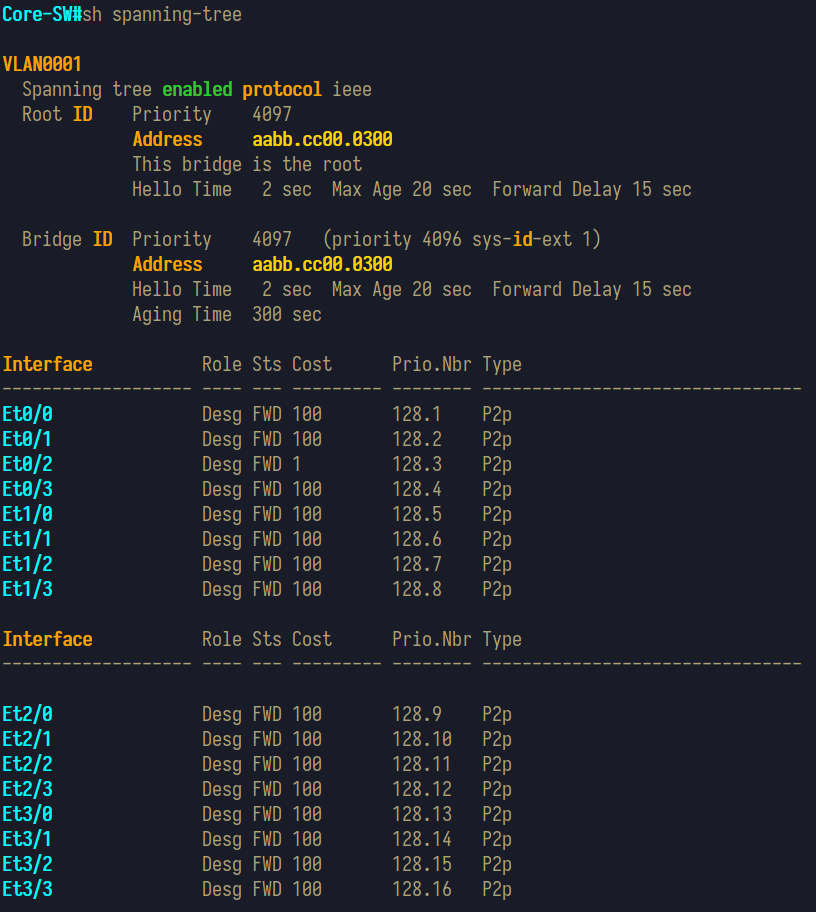 Core-SW#sh spanning-tree
VLAN0001
  Spanning tree enabled protocol ieee
  Root ID    Priority    4097
             Address     aabb.cc00.0300
             This bridge is the root
             Hello Time   2 sec  Max Age 20 sec  Forward Delay 15 sec
  Bridge ID  Priority    4097   (priority 4096 sys-id-ext 1)
             Address     aabb.cc00.0300
             Hello Time   2 sec  Max Age 20 sec  Forward Delay 15 sec
             Aging Time  300 sec
Interface           Role Sts Cost      Prio.Nbr Type
------------------- ---- --- --------- -------- --------------------------------
Et0/0               Desg FWD 100       128.1    P2p
Et0/1               Desg FWD 100       128.2    P2p
Et0/2               Desg FWD 1         128.3    P2p
Et0/3               Desg FWD 100       128.4    P2p
Et1/0               Desg FWD 100       128.5    P2p
Et1/1               Desg FWD 100       128.6    P2p
Et1/2               Desg FWD 100       128.7    P2p
Et1/3               Desg FWD 100       128.8    P2p
Interface           Role Sts Cost      Prio.Nbr Type
------------------- ---- --- --------- -------- --------------------------------
Et2/0               Desg FWD 100       128.9    P2p
Et2/1               Desg FWD 100       128.10   P2p
Et2/2               Desg FWD 100       128.11   P2p
Et2/3               Desg FWD 100       128.12   P2p
Et3/0               Desg FWD 100       128.13   P2p
Et3/1               Desg FWD 100       128.14   P2p
Et3/2               Desg FWD 100       128.15   P2p
Et3/3               Desg FWD 100       128.16   P2p